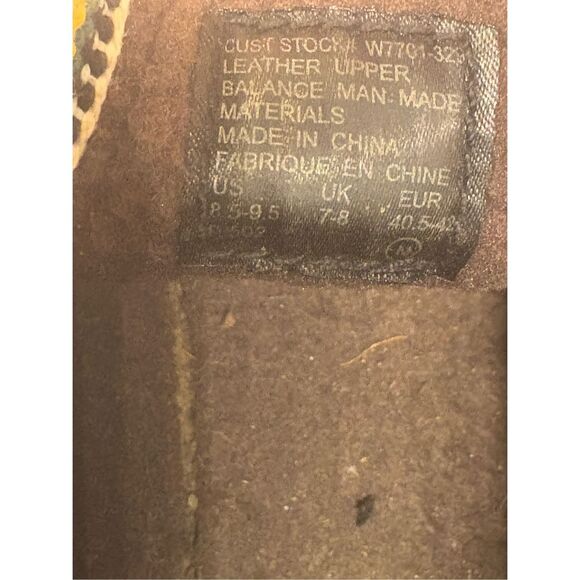 CUST STOCK# W7701-323
LEATHER UPPER
BALANCE MAN MADE
MATERIALS
MADE IN CHINA
FABRIQUE EN CHINE
US UK EUR
8.5-9.5 7-8 40.5-42
M